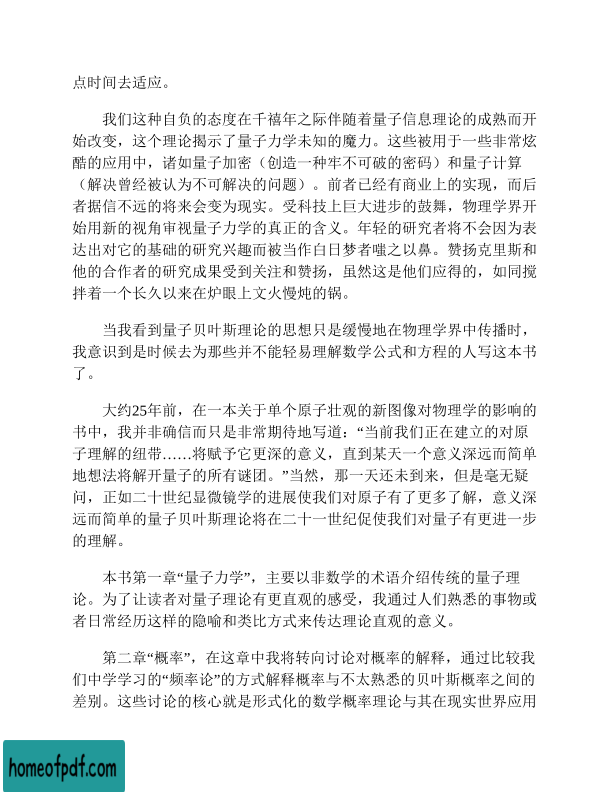 点时间去适应。
我们这种自负的态度在千禧年之际伴随着量子信息理论的成熟而开
始改变，这个理论揭示了量子力学未知的魔力。这些被用于一些非常炫
酷的应用中，诸如量子加密（创造一种牢不可破的密码）和量子计算
（解决曾经被认为不可解决的问题）。前者已经有商业上的实现，而后
者据信不远的将来会变为现实。受科技上巨大进步的鼓舞，物理学界开
始用新的视角审视量子力学的真正的含义。年轻的研究者将不会因为表
达出对它的基础的研究兴趣而被当作白日梦者嗤之以鼻。赞扬克里斯和
他的合作者的研究成果受到关注和赞扬，虽然这是他们应得的，如同搅
拌着一个长久以来在炉眼上文火慢炖的锅。
当我看到量子贝叶斯理论的思想只是缓慢地在物理学界中传播时，
我意识到是时候去为那些并不能轻易理解数学公式和方程的人写这本书
了。
大约25年前，在一本关于单个原子壮观的新图像对物理学的影响的
书中，我并非确信而只是非常期待地写道：“当前我们正在建立的对原
子理解的纽带……将赋予它更深的意义，直到某天一个意义深远而简单
地想法将解开量子的所有谜团。”当然，那一天还未到来，但是毫无疑
问，正如二十世纪显微镜学的进展使我们对原子有了更多了解，意义深
远而简单的量子贝叶斯理论将在二十一世纪促使我们对量子有更进一步
的理解。
本书第一章“量子力学”，主要以非数学的术语介绍传统的量子理
论。为了让读者对量子理论有更直观的感受，我通过人们熟悉的事物或
者日常经历这样的隐喻和类比方式来传达理论直观的意义。
第二章“概率”，在这章中我将转向讨论对概率的解释，通过比较我
们中学学习的“频率论”的方式解释概率与不太熟悉的贝叶斯概率之间的
差别。这些讨论的核心就是形式化的数学概率理论与其在现实世界应用
homeofpdf.com